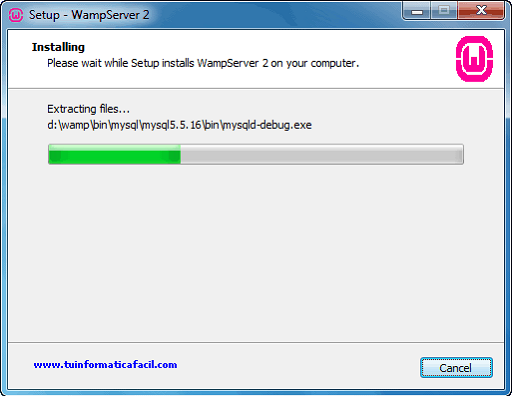 Setup - WampServer 2
Installing
Please wait while Setup installs WampServer 2 on your computer.
Extracting files...
d:\wamp\bin\mysql\mysql5.5.16\bin\mysqld-debug.exe
www.tuinformaticafacil.com
Cancel